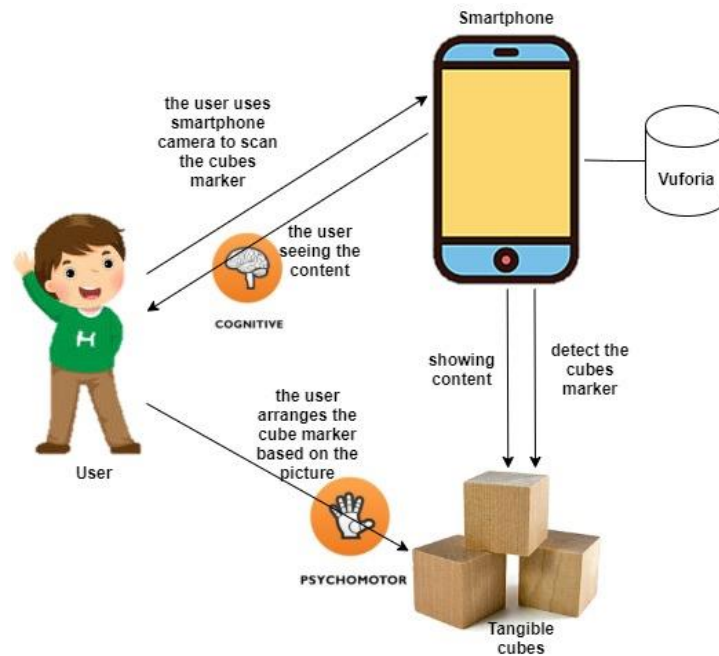 Smartphone
the user uses
smartphone
camera to scan
the cubes
marker
Vuforia
the user
seeing the
content
H
COGNITIVE
showing
content
detect the
cubes
marker
the user
arranges the
cube marker
based on the
picture
User
PSYCHOMOTOR
Tangible
cubes